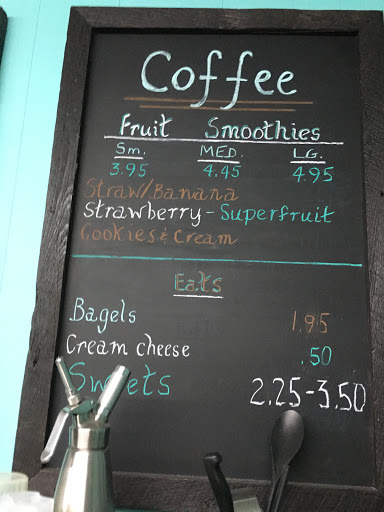 Coffee
Fruit Smoothies
Sm. MED. LG.
3.95 4.45 4.95
Straw/Banana
Strawberry - Superfruit
Cookies & Cream
Eats
Bagels 1.95
Cream cheese .50
Sweets 2.25-3.50